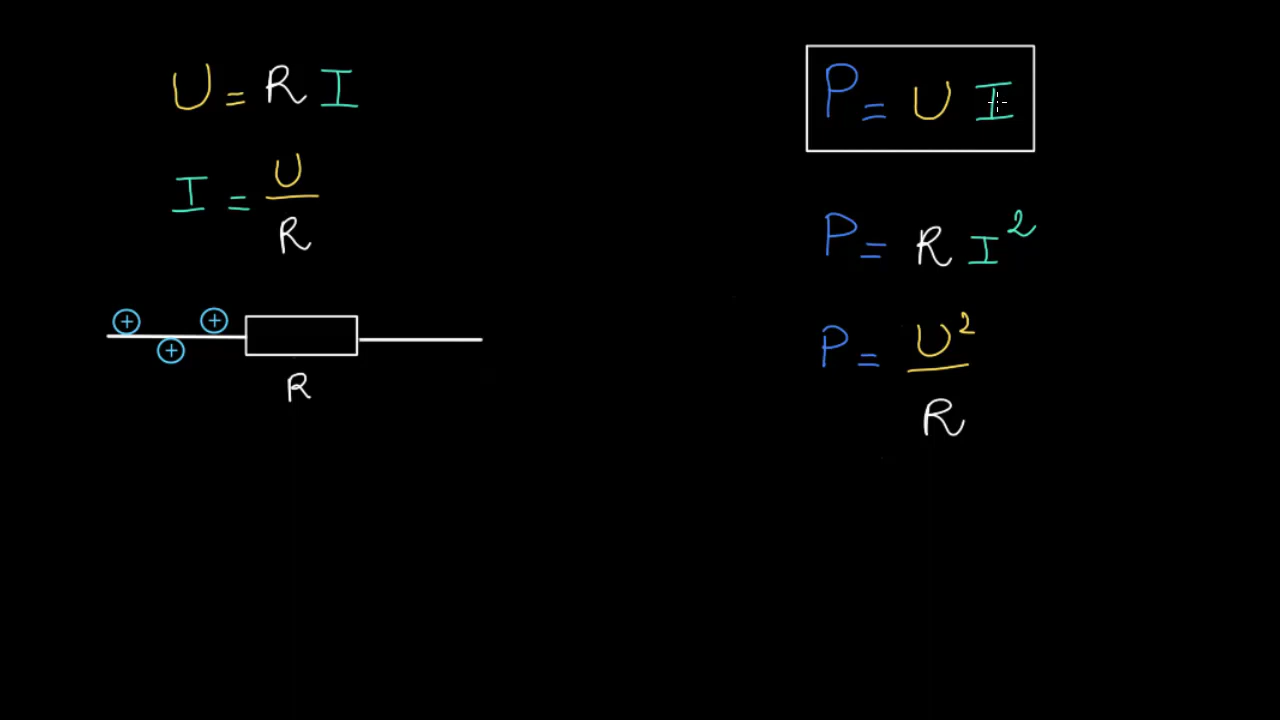 U = R I
I = U/R
+ + +
R
P = U I
P = R I²
P = U²/R